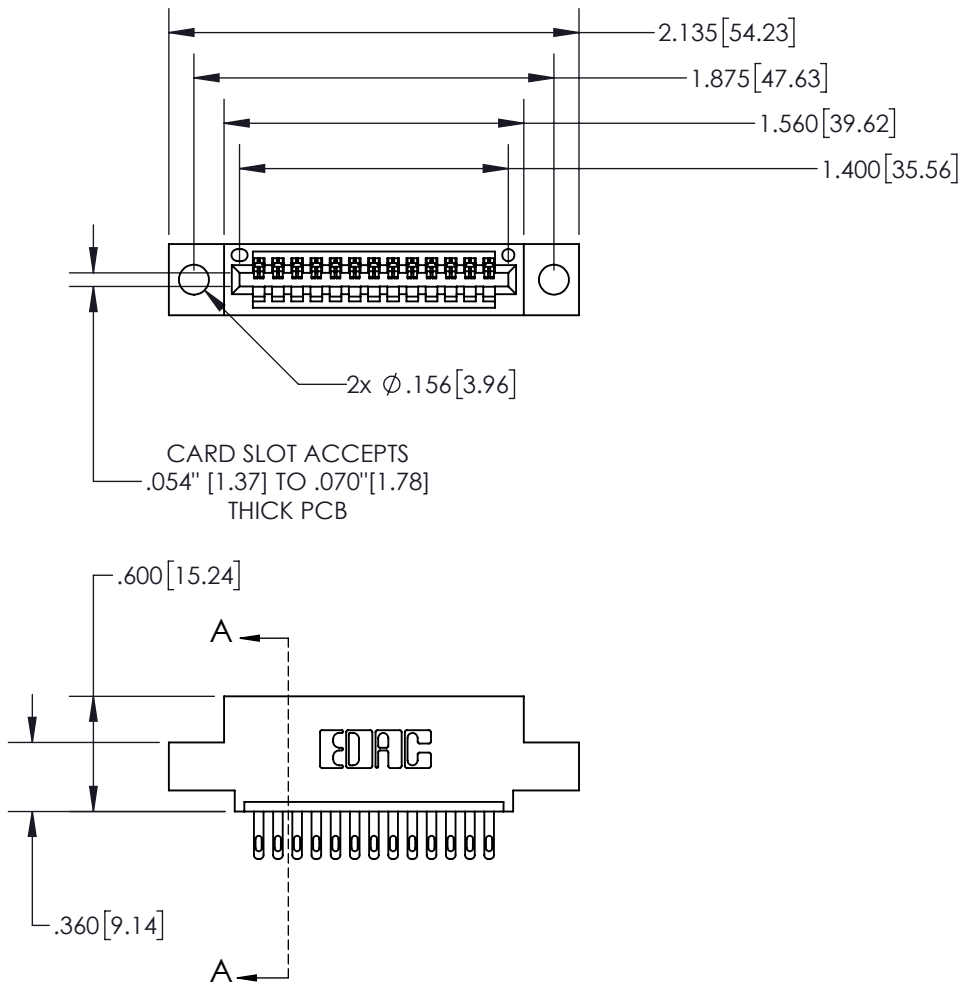 2.135[54.23]
1.875[47.63]
1.560[39.62]
1.400[35.56]
2x ∅.156[3.96]
CARD SLOT ACCEPTS
.054" [1.37] TO .070"[1.78]
THICK PCB
.600[15.24]
A
EDAC
.360[9.14]
A